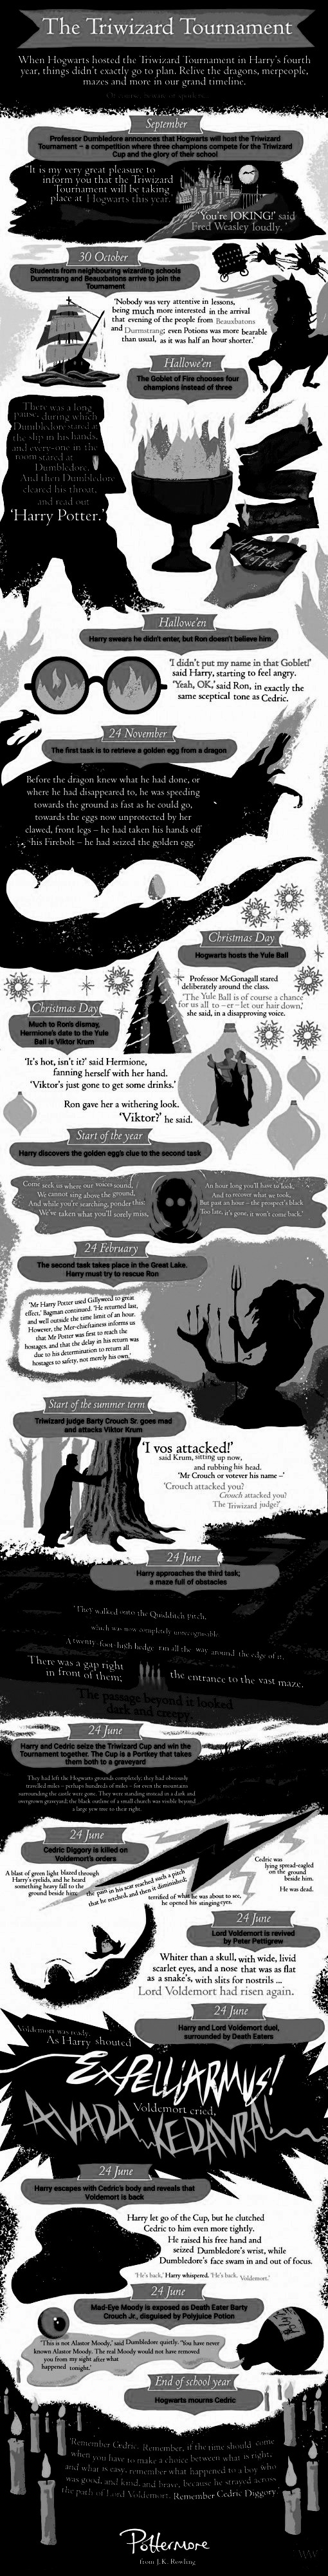 The Triwizard Tournament
When Hogwarts hosted the Triwizard Tournament in Harry's fourth
year, things didn't exactly go to plan. Relive the dragons, merpeople,
mazes and more in our grand timeline.
September
Professor Dumbledore announces that Hogwarts will host the Triwizard
Tournament – a competition where three champions compete for the Triwizard
Cup and the glory of their school
'It is my very great pleasure to
inform you that the Triwizard
Tournament will be taking
place at Hogwarts this year.'
'You're JOKING!' said
Fred Weasley loudly.
30 October
Students from neighbouring wizarding schools
Durmstrang and Beauxbatons arrive to join the
Tournament
'Nobody was very attentive in lessons,
being much more interested in the arrival
that evening of the people from Beauxbatons
and Durmstrang; even Potions was more bearable
than usual, as it was half an hour shorter.'
Hallowe'en
The Goblet of Fire chooses four
champions instead of three
There was a long
pause, during which
Dumbledore stared at
the slip in his hands,
and every-one in the
room stared at
Dumbledore.
And then Dumbledore
cleared his throat,
and read out
'Harry Potter.'
HARRY
POTTER
Hallowe'en
Harry swears he didn't enter, but Ron doesn't believe him.
'I didn't put my name in that Goblet!'
said Harry, starting to feel angry.
'Yeah, OK,' said Ron, in exactly the
same sceptical tone as Cedric.
24 November
The first task is to retrieve a golden egg from a dragon
Before the dragon knew what he had done, or
where he had disappeared to, he was speeding
towards the ground as fast as he could go,
towards the eggs now unprotected by her
clawed, front legs – he had taken his hands off
his Firebolt – he had seized the golden egg.
Christmas Day
Hogwarts hosts the Yule Ball
Professor McGonagall stared
deliberately around the class.
'The Yule Ball is of course a chance
for us all to – er – let our hair down,'
she said, in a disapproving voice.
Christmas Day
Much to Ron's dismay,
Hermione's date to the Yule
Ball is Viktor Krum
'It's hot, isn't it?' said Hermione,
fanning herself with her hand.
'Viktor's just gone to get some drinks.'
Ron gave her a withering look.
'Viktor?' he said.
Start of the year
Harry discovers the golden egg's clue to the second task
Come seek us where our voices sound,
We cannot sing above the ground,
And while you're searching, ponder this:
We've taken what you'll sorely miss,
An hour long you'll have to look,
And to recover what we took,
But past an hour – the prospect's black
Too late, it's gone, it won't come back.'
24 February
The second task takes place in the Great Lake.
Harry must try to rescue Ron
'Mr Harry Potter used Gillyweed to great
effect,' Bagman continued. 'He returned last,
and well outside the time limit of an hour.
However, the Mer-chieftainess informs us
that Mr Potter was first to reach the
hostages, and that the delay in his return was
due to his determination to return all
hostages to safety, not merely his own.'
Start of the summer term
Triwizard judge Barty Crouch Sr. goes mad
and attacks Viktor Krum
'I vos attacked!'
said Krum, sitting up now,
and rubbing his head.
'Mr Crouch or votever his name –'
'Crouch attacked you?
Crouch attacked you?
The Triwizard judge?'
24 June
Harry approaches the third task;
a maze full of obstacles
They walked onto the Quidditch pitch,
which was now completely unrecognisable.
A twenty-foot-high hedge ran all the way around the edge of it.
There was a gap right
in front of them;
the entrance to the vast maze.
The passage beyond it looked
dark and creepy.
24 June
Harry and Cedric seize the Triwizard Cup and win the
Tournament together. The Cup is a Portkey that takes
them both to a graveyard
They had left the Hogwarts grounds completely; they had obviously
travelled miles – perhaps hundreds of miles – for even the mountains
surrounding the castle were gone. They were standing instead in a dark and
overgrown graveyard; the black outline of a small church was visible beyond
a large yew tree to their right.
24 June
Cedric Diggory is killed on
Voldemort's orders
A blast of green light blazed through
Harry's eyelids, and he heard
something heavy fall to the
ground beside him;
the pain in his scar reached such a pitch
that he retched, and then it diminished;
terrified of what he was about to see,
he opened his stinging eyes.
Cedric was
lying spread-eagled
on the ground
beside him.
He was dead.
24 June
Lord Voldemort is revived
by Peter Pettigrew
Whiter than a skull, with wide, livid
scarlet eyes, and a nose that was as flat
as a snake's, with slits for nostrils ...
Lord Voldemort had risen again.
24 June
Harry and Lord Voldemort duel,
surrounded by Death Eaters
Voldemort was ready.
As Harry shouted
EXPELLIARMUS!
Voldemort cried,
AVADA KEDAVRA!
24 June
Harry escapes with Cedric's body and reveals that
Voldemort is back
Harry let go of the Cup, but he clutched
Cedric to him even more tightly.
He raised his free hand and
seized Dumbledore's wrist, while
Dumbledore's face swam in and out of focus.
'He's back,' Harry whispered. 'He's back. Voldemort.'
24 June
Mad-Eye Moody is exposed as Death Eater Barty
Crouch Jr., disguised by Polyjuice Potion
'This is not Alastor Moody,' said Dumbledore quietly. 'You have never
known Alastor Moody. The real Moody would not have removed
you from my sight after what
happened tonight.'
End of school year
Hogwarts mourns Cedric
'Remember Cedric. Remember, if the time should come
when you have to make a choice between what is right,
and what is easy, remember what happened to a boy who
was good, and kind, and brave, because he strayed across
the path of Lord Voldemort. Remember Cedric Diggory.'
Pottermore
from J.K. Rowling